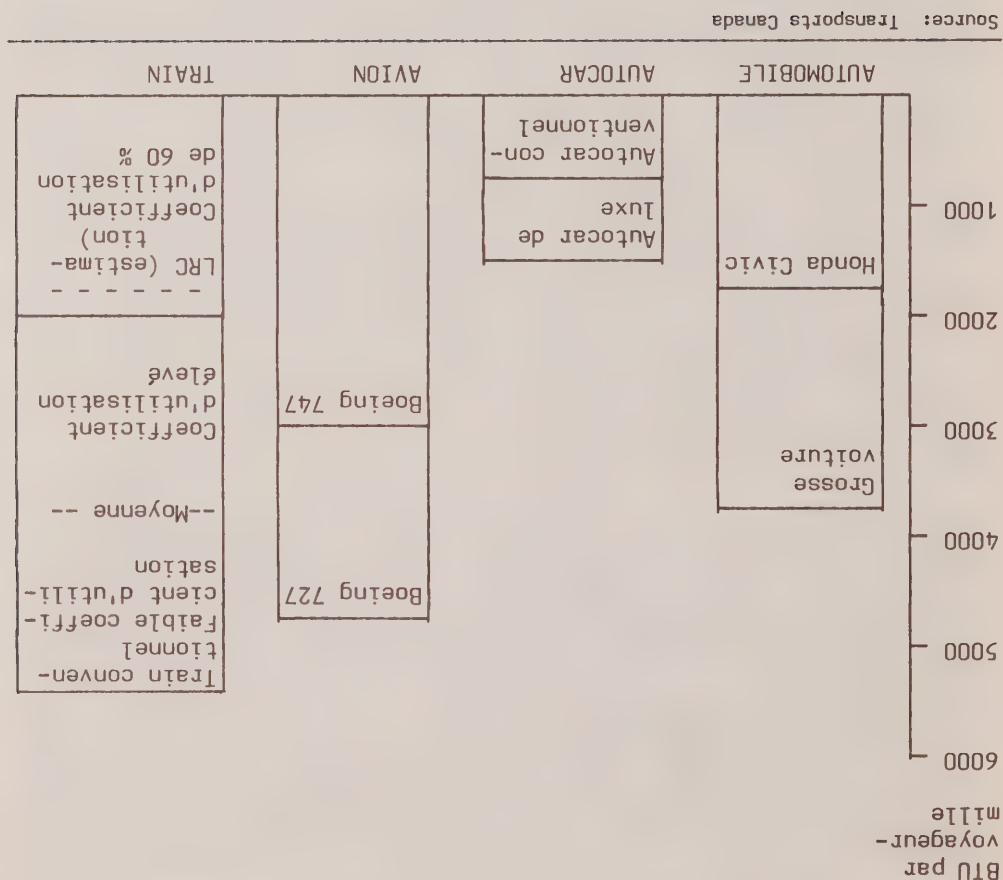 BTU par
voyageur-
mille
6000
5000
4000
3000
2000
1000
Grosse
voiture
Honda Civic
AUTOMOBILE
Autocar de
luxe
Autocar con-
ventionnel
AUTOCAR
Boeing 727
Boeing 747
AVION
Train conven-
tionnel
Faible coeffi-
cient d'utili-
sation
--Moyenne --
Coefficient
d'utilisation
élevé
LRC (estima-
tion)
Coefficient
d'utilisation
de 60 %
TRAIN
Source: Transports Canada